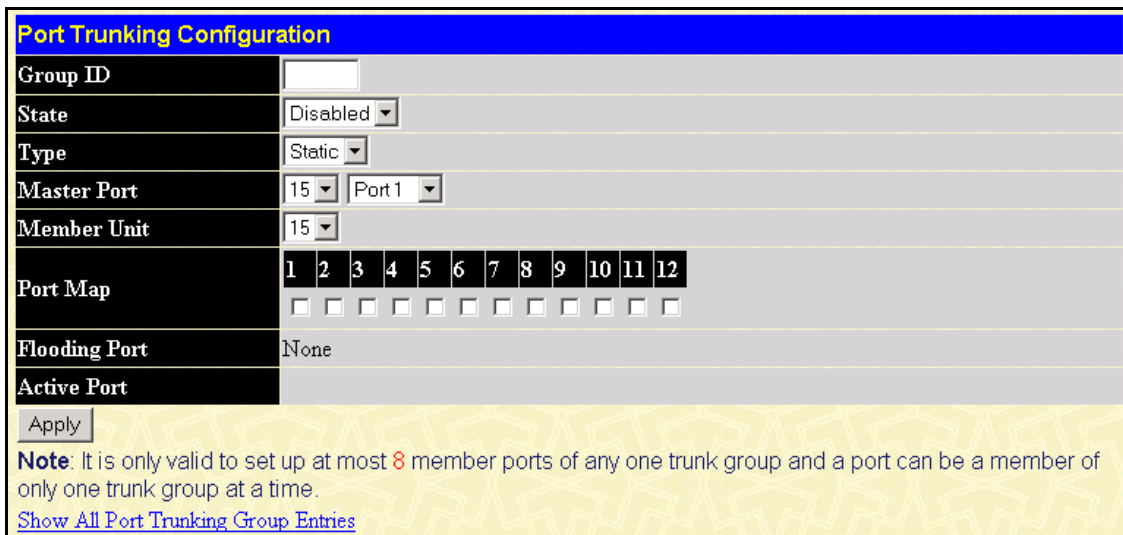 Port Trunking Configuration
Group ID
State Disabled
Type Static
Master Port 15 Port 1
Member Unit 15
Port Map 1 2 3 4 5 6 7 8 9 10 11 12
Flooding Port None
Active Port
Apply
Note: It is only valid to set up at most 8 member ports of any one trunk group and a port can be a member of
only one trunk group at a time.
Show All Port Trunking Group Entries